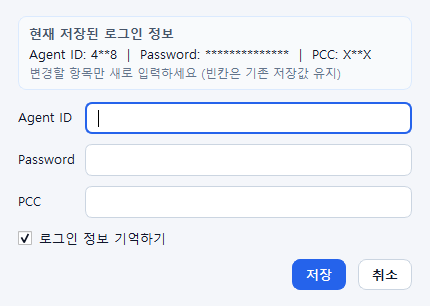 현재 저장된 로그인 정보
Agent ID: 4**8 | Password: ************** | PCC: X**X
변경할 항목만 새로 입력하세요 (빈칸은 기존 저장값 유지)
Agent ID
Password
PCC
로그인 정보 기억하기
저장 취소